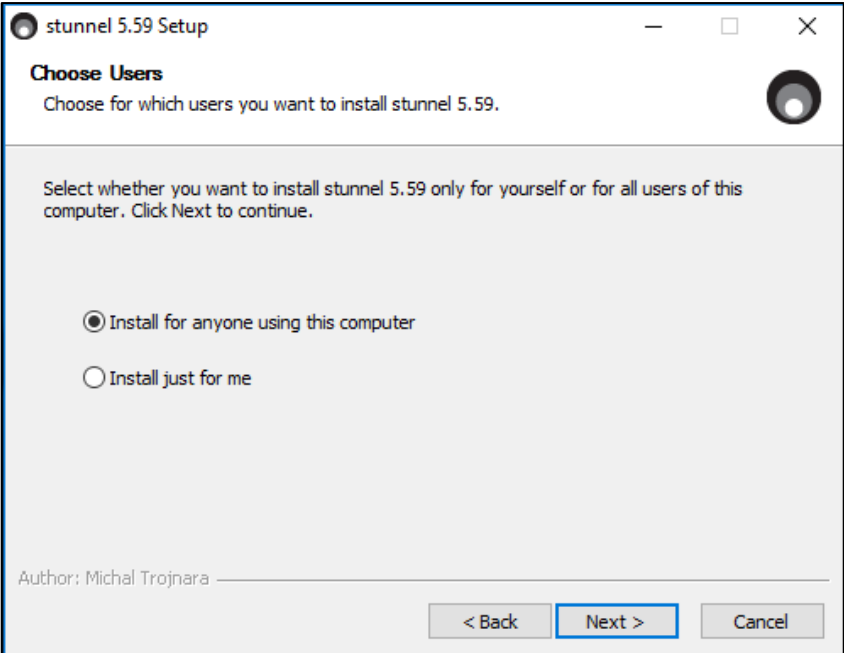 stunnel 5.59 Setup
Choose Users
Choose for which users you want to install stunnel 5.59.
Select whether you want to install stunnel 5.59 only for yourself or for all users of this
computer. Click Next to continue.
Install for anyone using this computer
Install just for me
Author: Michal Trojnara
< Back
Next >
Cancel